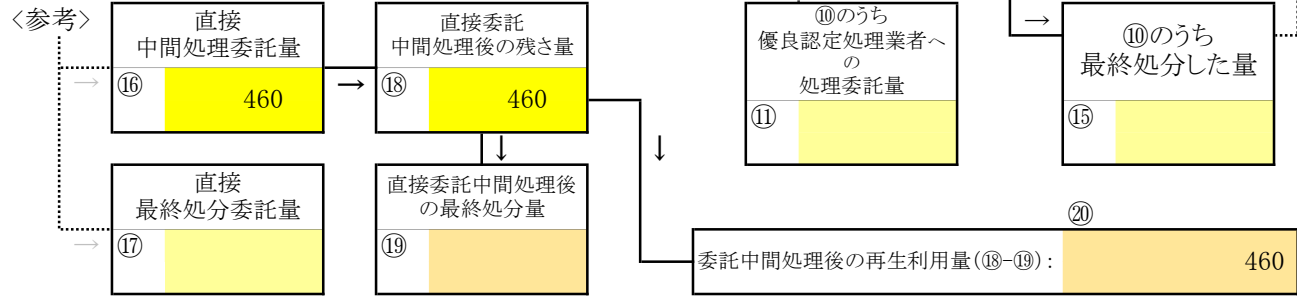 〈参考〉
直接
中間処理委託量
→
⑯
460
→
直接委託
中間処理後の残さ量
⑱
460
⑩のうち
優良認定処理業者へ
の
処理委託量
⑪
→
⑩のうち
最終処分した量
⑮
↓
↓
直接
最終処分委託量
→
⑰
直接委託中間処理後
の最終処分量
⑲
⑳
委託中間処理後の再生利用量(⑱-⑲):
460